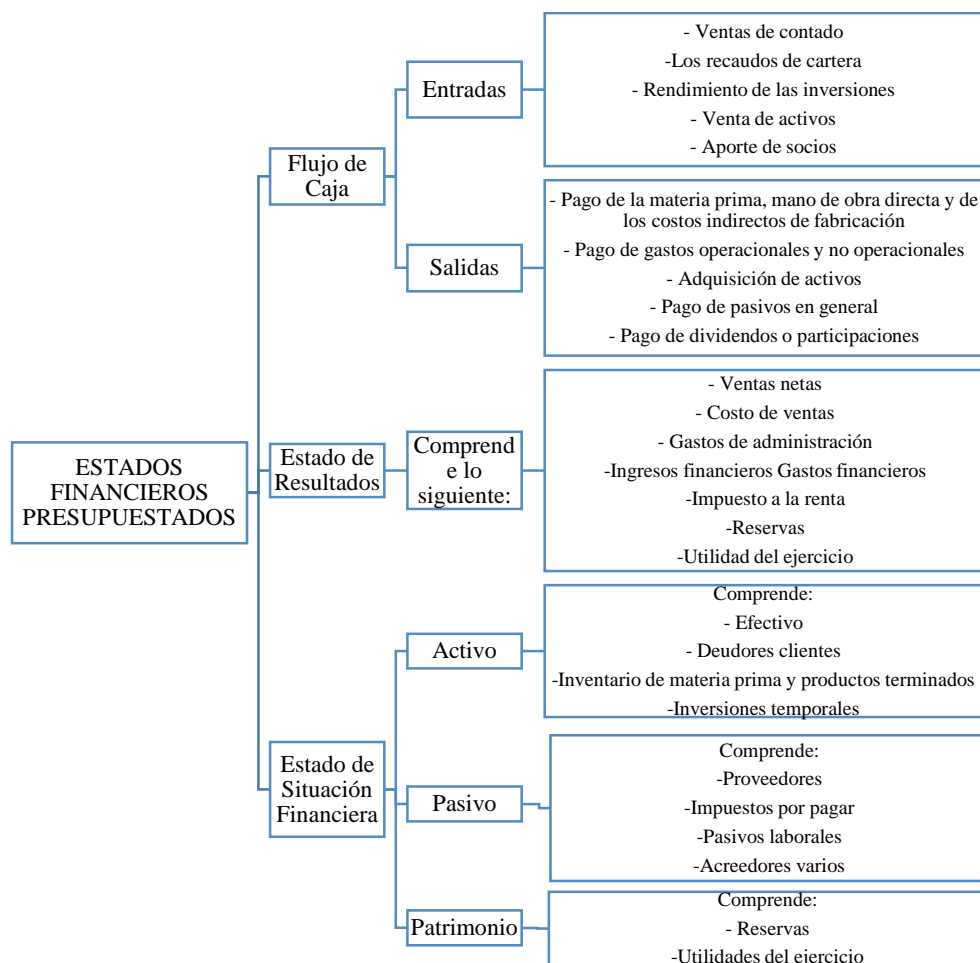 ESTADOS
FINANCIEROS
PRESUPUESTADOS
Flujo de
Caja
Entradas
- Ventas de contado
-Los recaudos de cartera
- Rendimiento de las inversiones
- Venta de activos
- Aporte de socios
Salidas
- Pago de la materia prima, mano de obra directa y de
los costos indirectos de fabricación
- Pago de gastos operacionales y no operacionales
- Adquisición de activos
- Pago de pasivos en general
- Pago de dividendos o participaciones
Estado de
Resultados
Comprend
e lo
siguiente:
- Ventas netas
- Costo de ventas
- Gastos de administración
-Ingresos financieros Gastos financieros
-Impuesto a la renta
-Reservas
-Utilidad del ejercicio
Estado de
Situación
Financiera
Activo
Comprende:
- Efectivo
- Deudores clientes
-Inventario de materia prima y productos terminados
-Inversiones temporales
Pasivo
Comprende:
-Proveedores
-Impuestos por pagar
-Pasivos laborales
-Acreedores varios
Patrimonio
Comprende:
- Reservas
-Utilidades del ejercicio